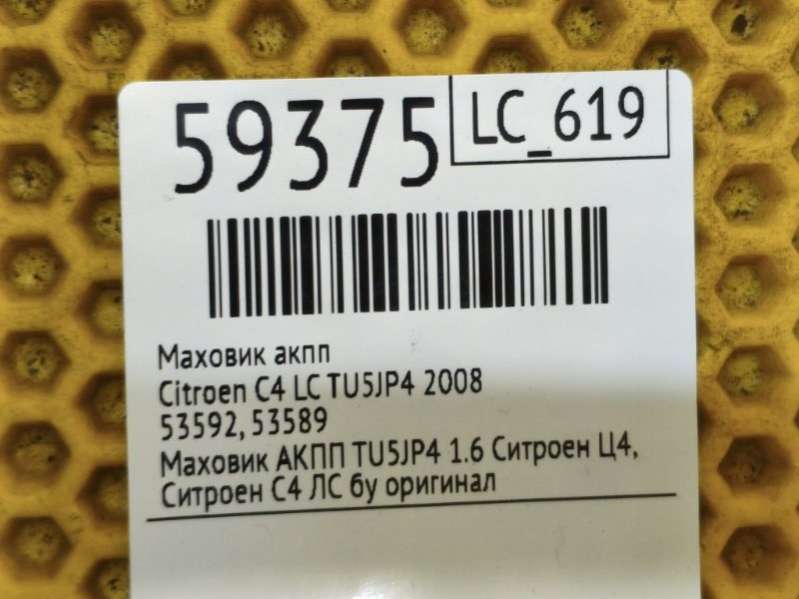 59375
LC_619
Маховик акпп
Citroen C4 LC TU5JP4 2008
53592, 53589
Маховик АКПП TU5JP4 1.6 Ситроен Ц4,
Ситроен С4 ЛС бу оригинал